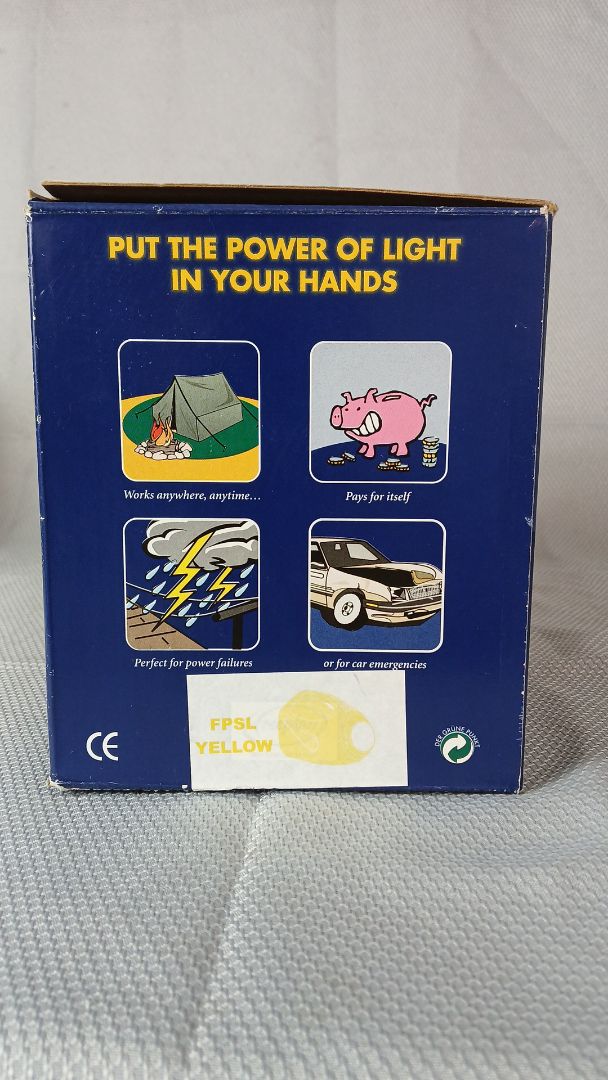 PUT THE POWER OF LIGHT
IN YOUR HANDS
Works anywhere, anytime...
Pays for itself
Perfect for power failures
or for car emergencies
FPSL
YELLOW
CE
DER GRÜNE PUNKT